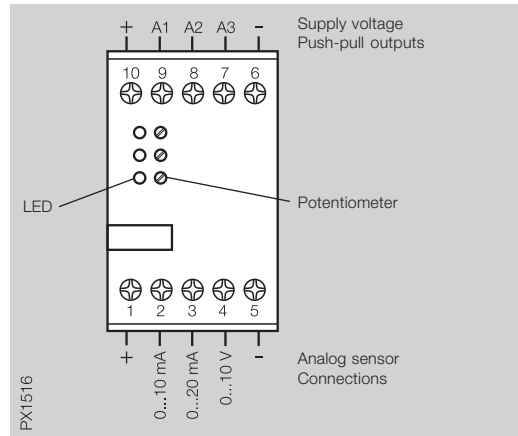 + A1 A2 A3 -
Supply voltage
Push-pull outputs
10 9 8 7 6
LED
Potentiometer
1 2 3 4 5
+ 0...10 mA 0...20 mA 0...10 V -
Analog sensor
Connections
PX1516